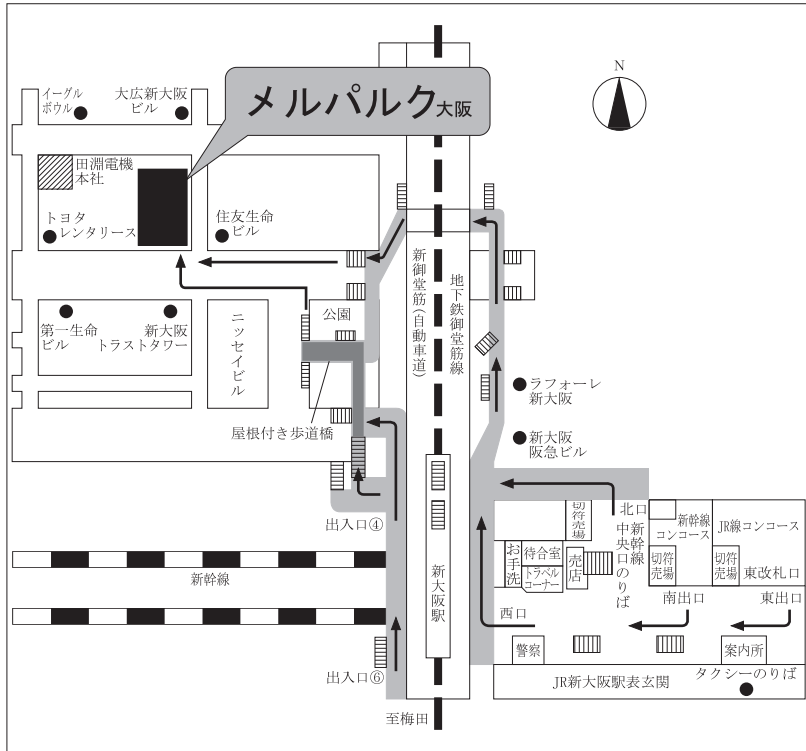 イーグル
ボウル
大広新大阪
ビル
メルパルク大阪
N
田淵電機
本社
トヨタ
レンタリース
住友生命
ビル
新御堂筋(自動車道)
地下鉄御堂筋線
公園
第一生命
ビル
新大阪
トラストタワー
ニッセイビル
屋根付き歩道橋
ラフォーレ
新大阪
新大阪
阪急ビル
出入口④
新幹線
新大阪駅
出入口⑥
至梅田
北口
切符売場
新幹線
中央口のりば
新幹線
コンコース
JR線コンコース
お手洗
待合室
トラベル
コーナー
売店
切符
売場
切符
売場
東改札口
西口
南出口
東出口
警察
案内所
タクシーのりば
JR新大阪駅表玄関